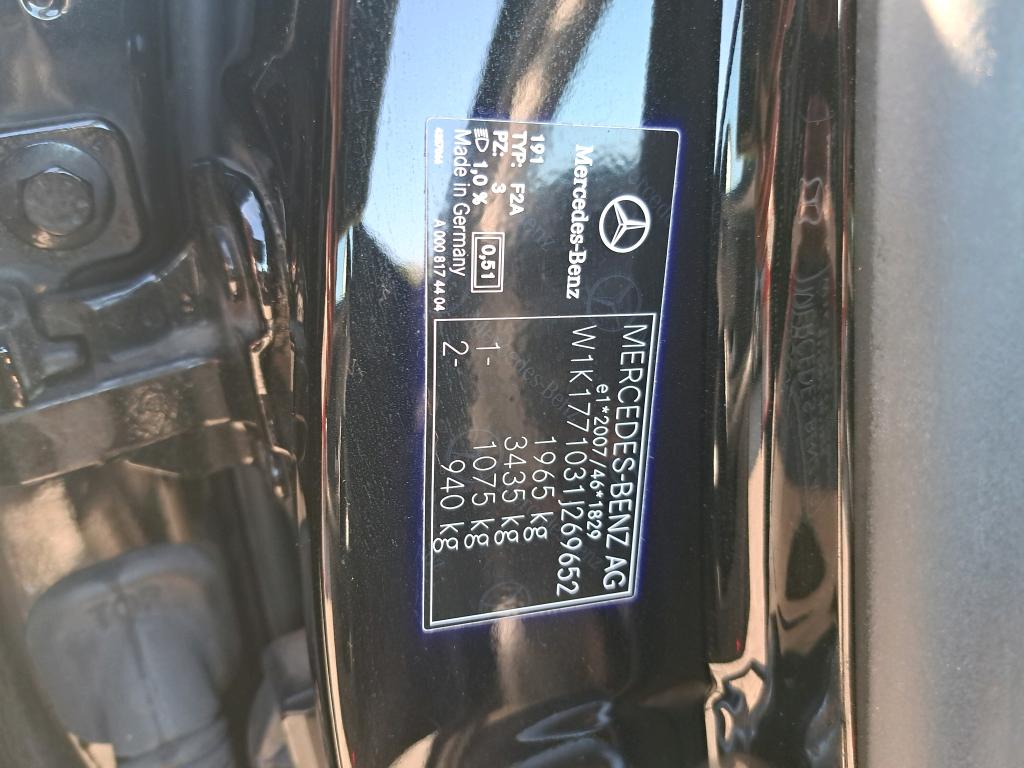 Mercedes-Benz
191
TYP: F2A
PZ: 3
1,0 % 0,51
Made in Germany
A 000 817 44 04
MERCEDES-BENZ AG
e1*2007/46*1829
W1K1771031J269652
1965 kg
3435 kg
1- 1075 kg
2- 940 kg